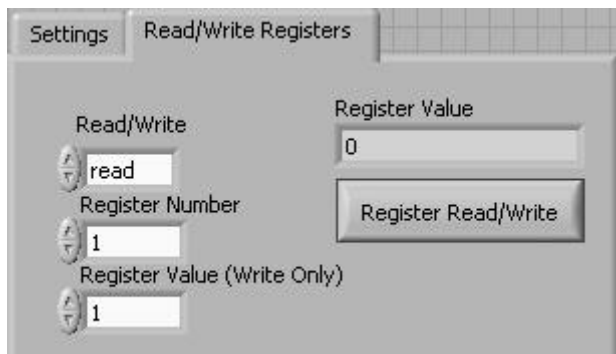 Settings
Read/Write Registers
Read/Write
read
Register Number
1
Register Value (Write Only)
1
Register Value
0
Register Read/Write